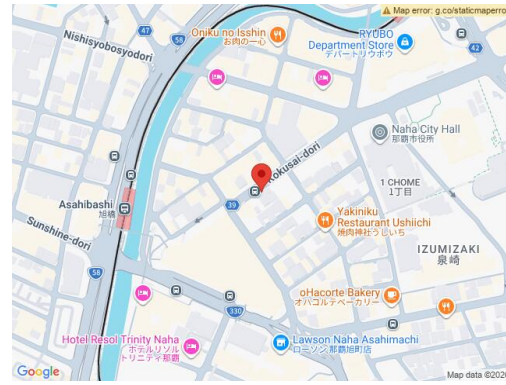 Map error: g.co/staticmaperro
Oniku no Isshin
お肉の一心
RYUBO
Department Store
デパートリウボウ
47
58
42
Nishisyobosyodori
Naha City Hall
那覇市役所
Kokusai-dori
1 CHOME
1丁目
Asahibashi
旭橋
39
Yakiniku
Restaurant Ushiichi
焼肉神社うしいち
Sunshine-dori
IZUMIZAKI
泉崎
58
oHacorte Bakery
オハコルテベーカリー
330
Hotel Resol Trinity Naha
ホテルリソル
トリニティ那覇
Lawson Naha Asahimachi
ローソン那覇旭町店
Google
Map data ©2026